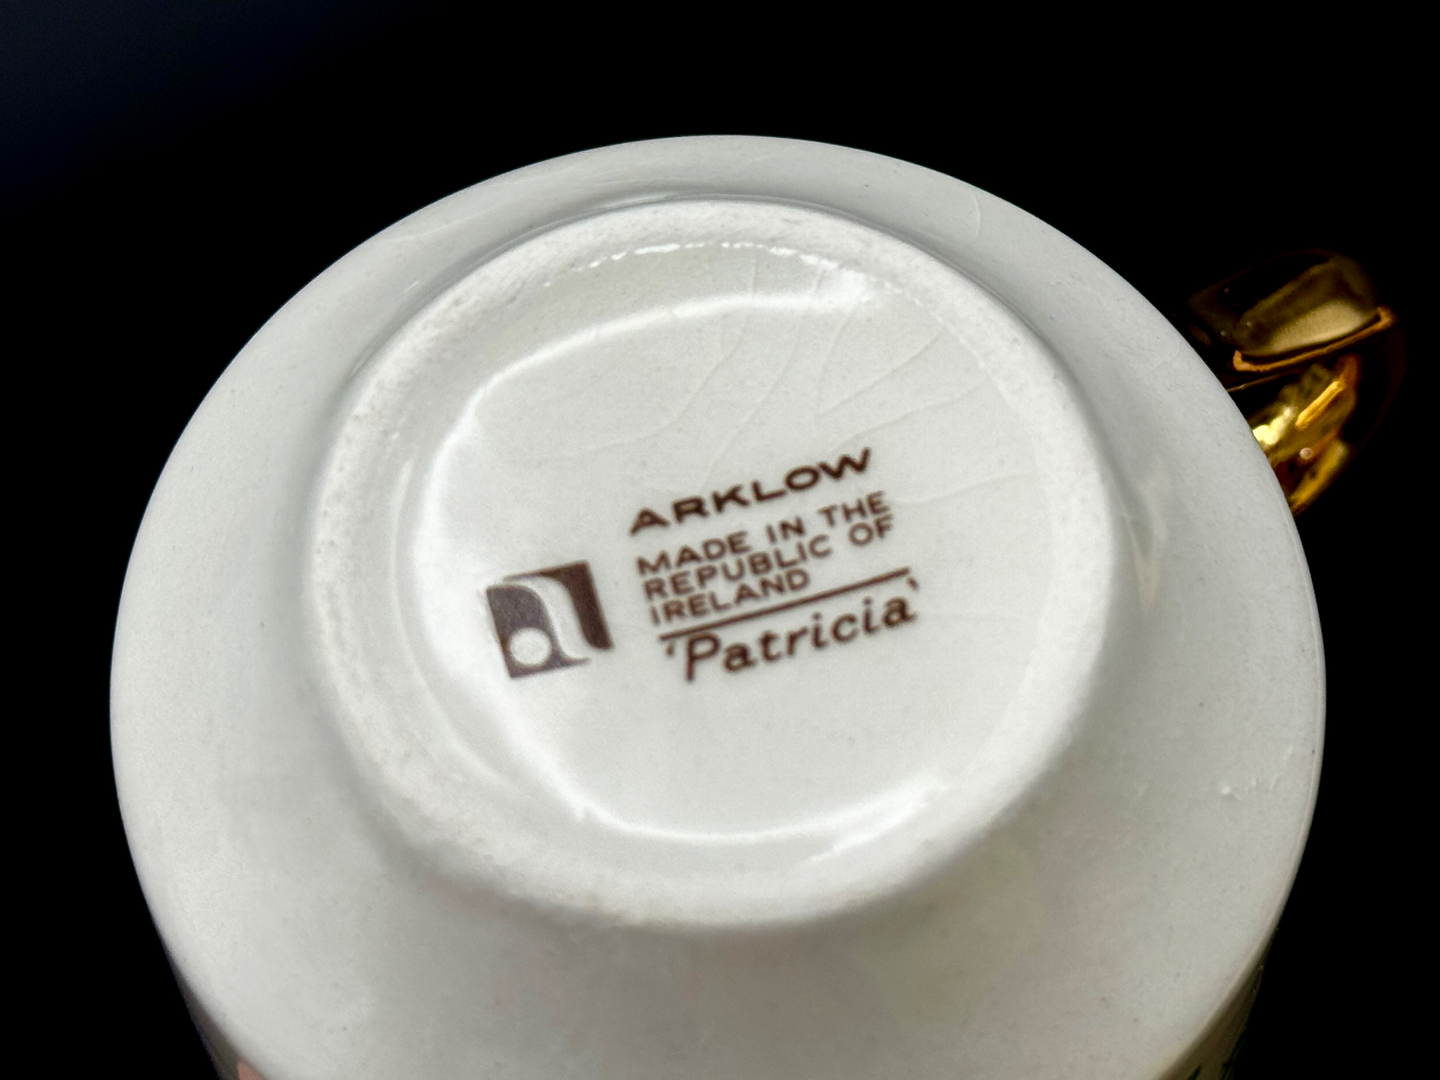 ARKLOW
MADE IN THE
REPUBLIC OF
IRELAND
'Patricia'